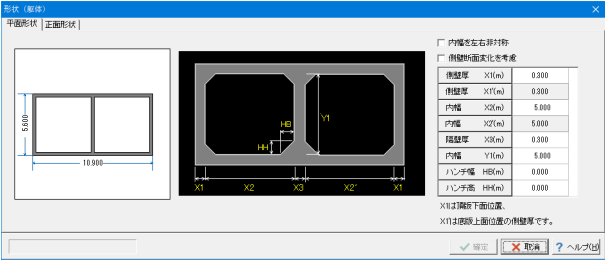 形状（躯体）
平面形状 正面形状
内幅を左右非対称
側壁断面変化を考慮
側壁厚 X1(m) 0.300
側壁厚 X1'(m) 0.300
内幅 X2(m) 5.000
内幅 X2'(m) 5.000
隔壁厚 X3(m) 0.300
内幅 Y1(m) 5.000
ハンチ幅 HB(m) 0.000
ハンチ高 HH(m) 0.000
X1は頂版下面位置、
X1'は底版上面位置の側壁厚です。
5.600
10.900
HB
HH
Y1
X1 X2 X3 X2' X1
確定 取消 ? ヘルプ(H)